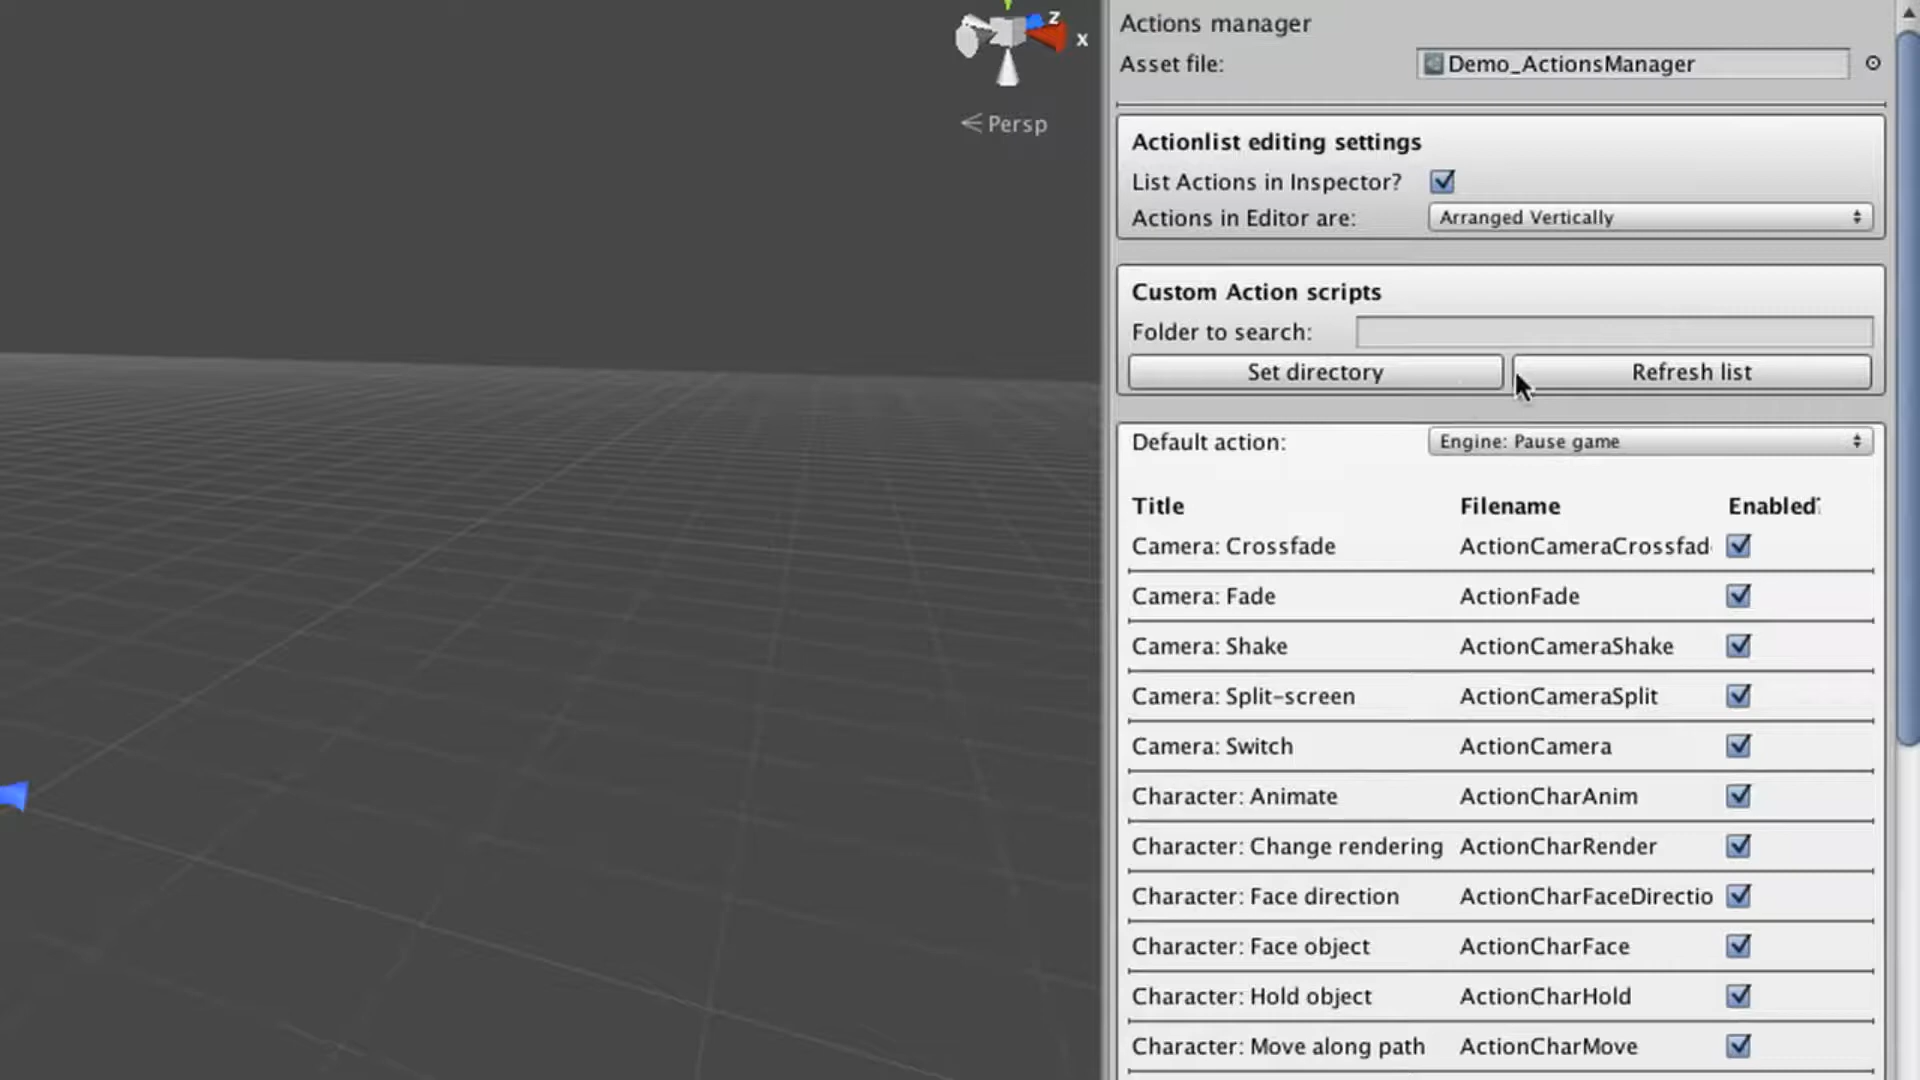 z
x
Persp
Actions manager
Asset file: Demo_ActionsManager
Actionlist editing settings
List Actions in Inspector?
Actions in Editor are: Arranged Vertically
Custom Action scripts
Folder to search:
Set directory Refresh list
Default action: Engine: Pause game
Title Filename Enabled
Camera: Crossfade ActionCameraCrossfad
Camera: Fade ActionFade
Camera: Shake ActionCameraShake
Camera: Split-screen ActionCameraSplit
Camera: Switch ActionCamera
Character: Animate ActionCharAnim
Character: Change rendering ActionCharRender
Character: Face direction ActionCharFaceDirectio
Character: Face object ActionCharFace
Character: Hold object ActionCharHold
Character: Move along path ActionCharMove